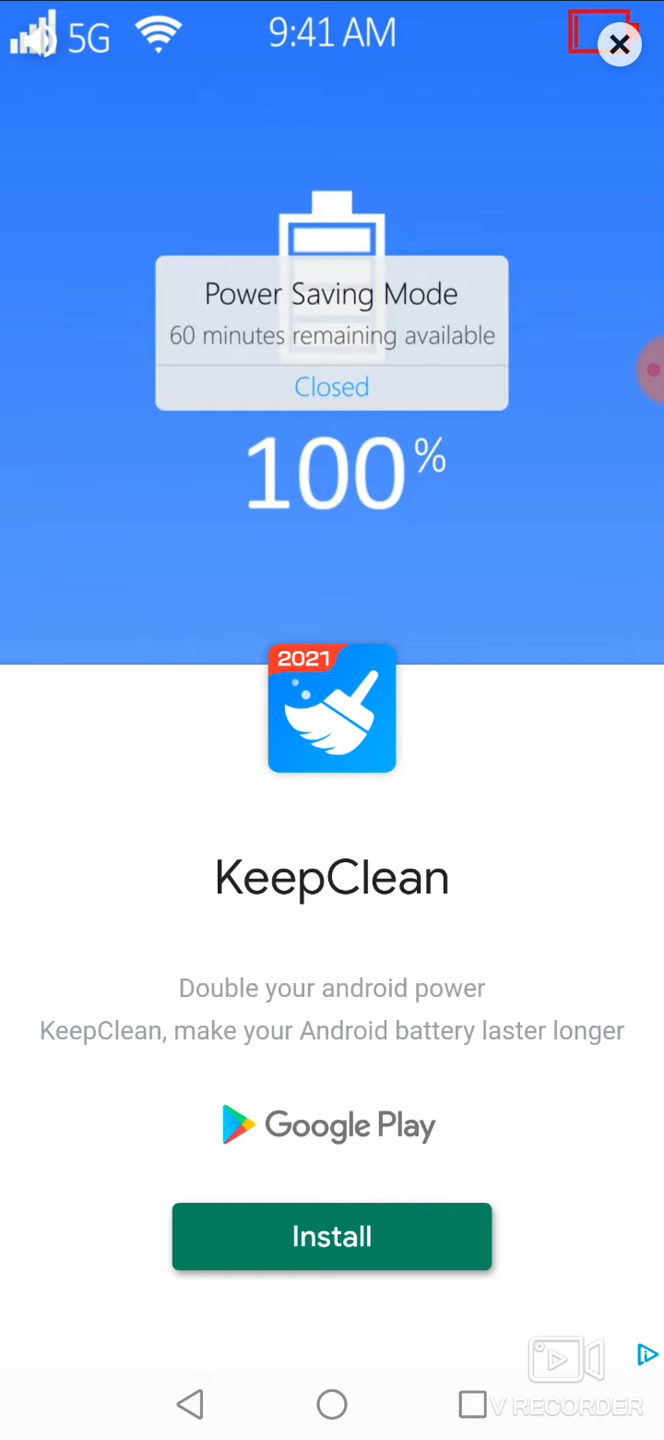 5G
9:41 AM
Power Saving Mode
60 minutes remaining available
Closed
100%
2021
KeepClean
Double your android power
KeepClean, make your Android battery laster longer
Google Play
Install
V RECORDER